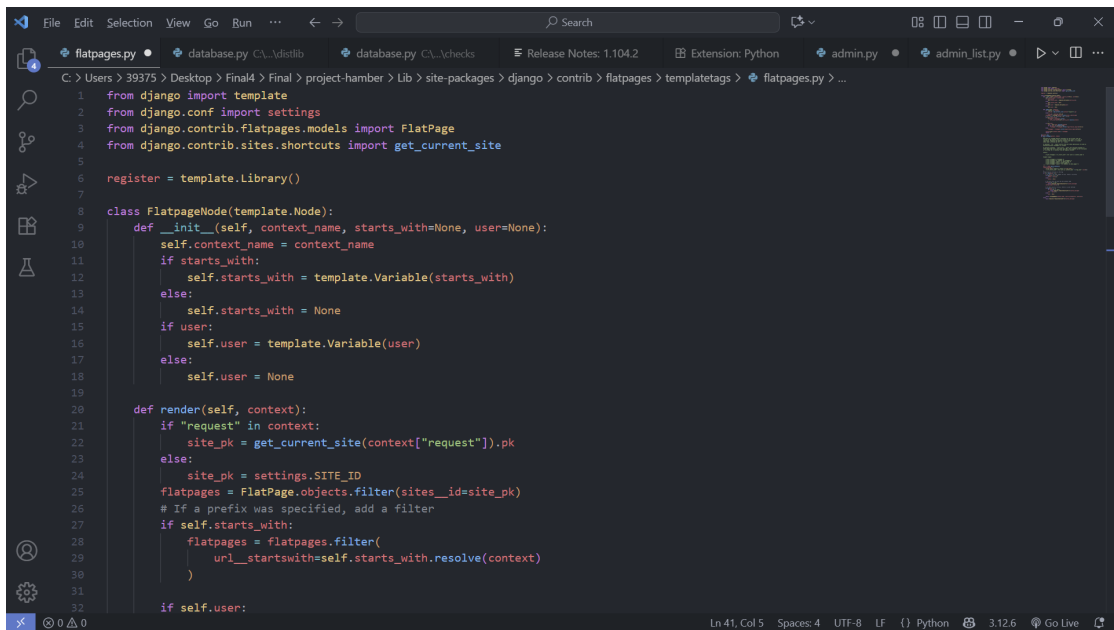 File Edit Selection View Go Run ··· Search
flatpages.py database.py C:\...\distlib database.py C:\...\checks Release Notes: 1.104.2 Extension: Python admin.py admin_list.py
C: > Users > 39375 > Desktop > Final4 > Final > project-hamber > Lib > site-packages > django > contrib > flatpages > templatetags > flatpages.py > ...
1 from django import template
2 from django.conf import settings
3 from django.contrib.flatpages.models import FlatPage
4 from django.contrib.sites.shortcuts import get_current_site
5
6 register = template.Library()
7
8 class FlatpageNode(template.Node):
9 def __init__(self, context_name, starts_with=None, user=None):
10 self.context_name = context_name
11 if starts_with:
12 self.starts_with = template.Variable(starts_with)
13 else:
14 self.starts_with = None
15 if user:
16 self.user = template.Variable(user)
17 else:
18 self.user = None
19
20 def render(self, context):
21 if "request" in context:
22 site_pk = get_current_site(context["request"]).pk
23 else:
24 site_pk = settings.SITE_ID
25 flatpages = FlatPage.objects.filter(sites__id=site_pk)
26 # If a prefix was specified, add a filter
27 if self.starts_with:
28 flatpages = flatpages.filter(
29 url__startswith=self.starts_with.resolve(context)
30 )
31
32 if self.user:
4
0 0 Ln 41, Col 5 Spaces: 4 UTF-8 LF {} Python 3.12.6 Go Live